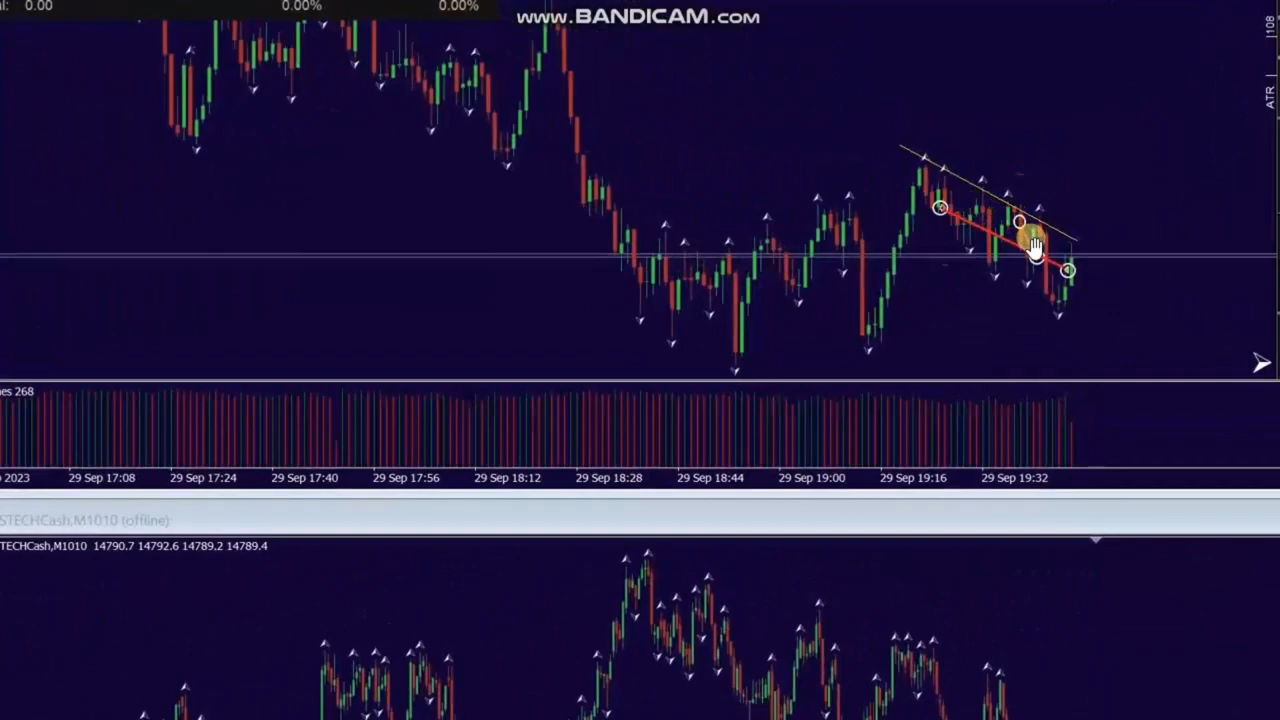 al: 0.00 0.00% 0.00%
www.BANDICAM.com
108
ATR
nes 268
2023 29 Sep 17:08 29 Sep 17:24 29 Sep 17:40 29 Sep 17:56 29 Sep 18:12 29 Sep 18:28 29 Sep 18:44 29 Sep 19:00 29 Sep 19:16 29 Sep 19:32
STECHCash,M1010 (offline)
TECHCash,M1010 14790.7 14792.6 14789.2 14789.4